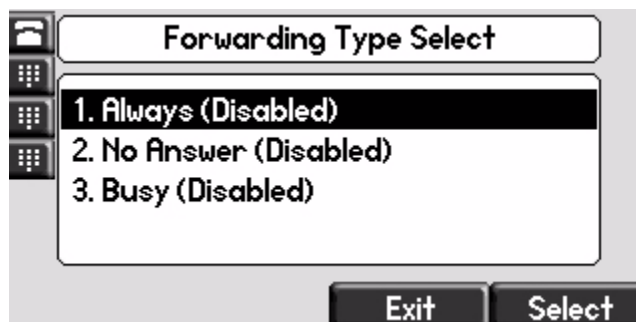 Forwarding Type Select
1. Always (Disabled)
2. No Answer (Disabled)
3. Busy (Disabled)
Exit Select